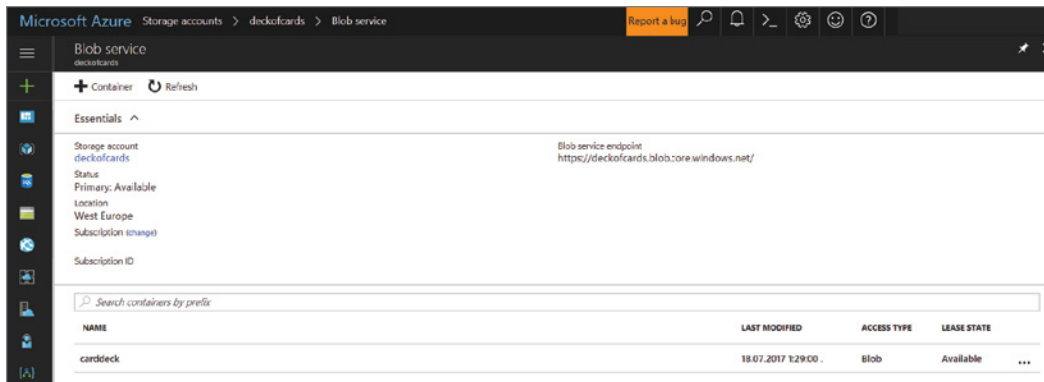 Microsoft Azure Storage accounts > deckofcards > Blob service Report a bug
Blob service
deckofcards
Container Refresh
Essentials
Storage account
deckofcards
Status
Primary: Available
Location
West Europe
Subscription (change)
Subscription ID
Blob service endpoint
https://deckofcards.blob.core.windows.net/
Search containers by prefix
NAME LAST MODIFIED ACCESS TYPE LEASE STATE
carddeck 18.07.2017 1:29:00 . Blob Available ...